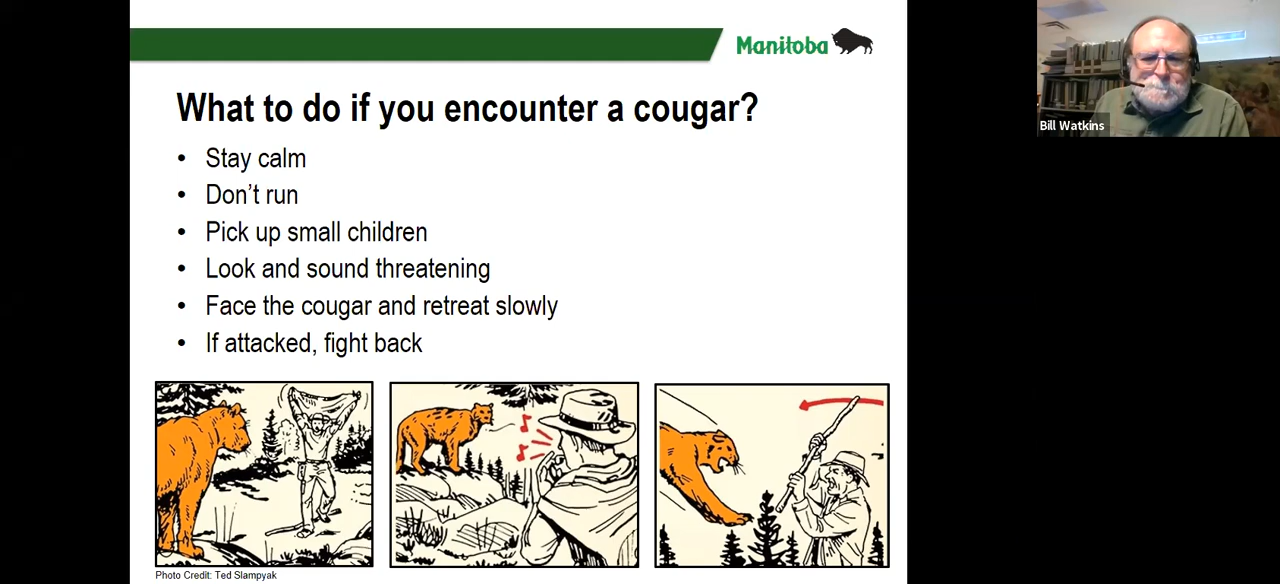 Manitoba
What to do if you encounter a cougar?
• Stay calm
• Don't run
• Pick up small children
• Look and sound threatening
• Face the cougar and retreat slowly
• If attacked, fight back
Photo Credit: Ted Slampyak
Bill Watkins